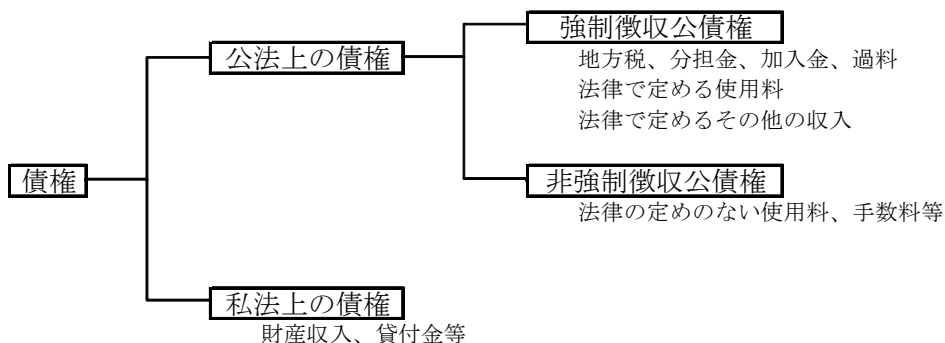 強制徴収公債権
地方税、分担金、加入金、過料
法律で定める使用料
法律で定めるその他の収入
公法上の債権
債権
非強制徴収公債権
法律の定めのない使用料、手数料等
私法上の債権
財産収入、貸付金等